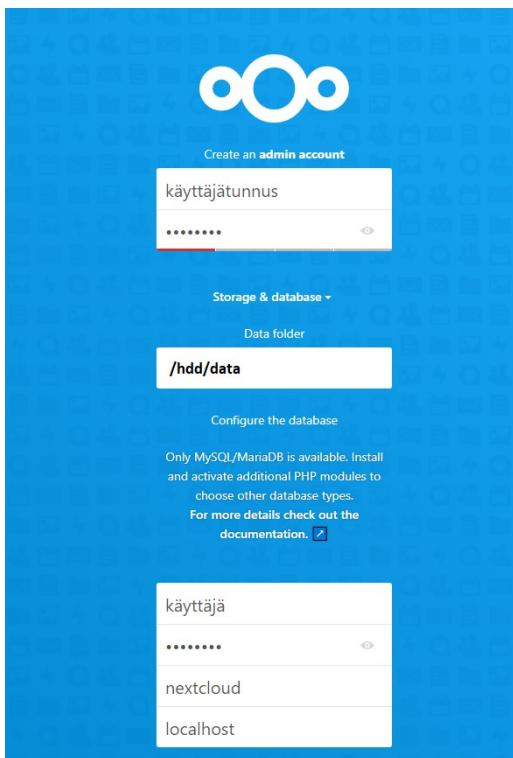 Create an admin account
käyttäjätunnus
••••••••
Storage & database
Data folder
/hdd/data
Configure the database
Only MySQL/MariaDB is available. Install
and activate additional PHP modules to
choose other database types.
For more details check out the
documentation.
käyttäjä
••••••••
nextcloud
localhost